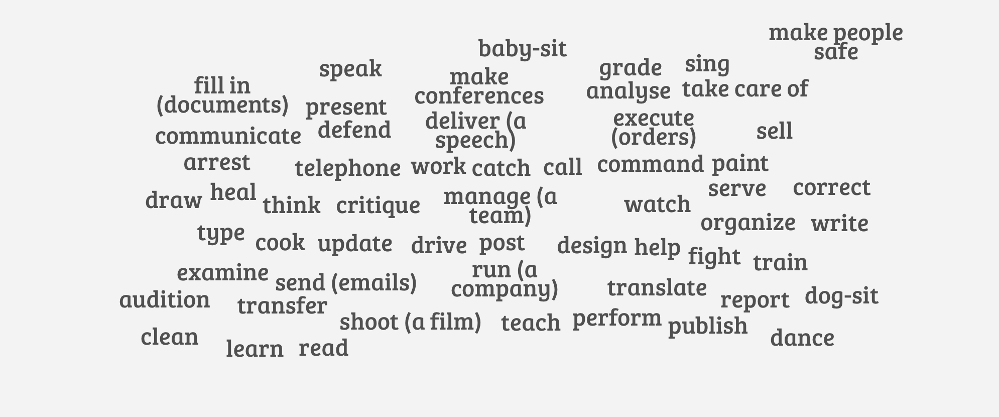 make people
safe
baby-sit
speak
grade
sing
make
conferences
fill in
(documents)
analyse
take care of
present
deliver (a
speech)
execute
(orders)
communicate
defend
sell
arrest
telephone
work
catch
call
command
paint
draw
heal
think
critique
manage (a
team)
watch
serve
correct
organize
write
type
cook
update
drive
post
design
help
fight
train
examine
send (emails)
run (a
company)
translate
report
dog-sit
audition
transfer
shoot (a film)
teach
perform
publish
dance
clean
learn
read